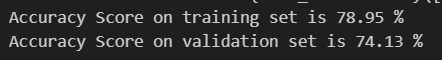 Accuracy Score on training set is 78.95 %
Accuracy Score on validation set is 74.13 %